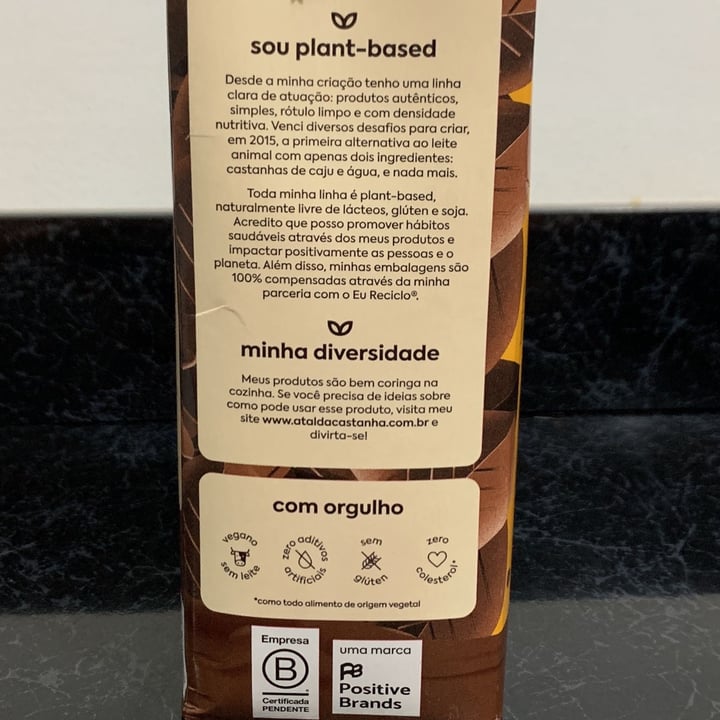 sou plant-based
Desde a minha criação tenho uma linha
clara de atuação: produtos autênticos,
simples, rótulo limpo e com densidade
nutritiva. Venci diversos desafios para criar,
em 2015, a primeira alternativa ao leite
animal com apenas dois ingredientes:
castanhas de caju e água, e nada mais.
Toda minha linha é plant-based,
naturalmente livre de lácteos, glúten e soja.
Acredito que posso promover hábitos
saudáveis através dos meus produtos e
impactar positivamente as pessoas e o
planeta. Além disso, minhas embalagens são
100% compensadas através da minha
parceria com o Eu Reciclo®.
minha diversidade
Meus produtos são bem coringa na
cozinha. Se você precisa de ideias sobre
como pode usar esse produto, visita meu
site www.ataldacastanha.com.br e
divirta-se!
com orgulho
vegano
sem leite
zero aditivos
artificiais
sem
glúten
zero
colesterol*
*como todo alimento de origem vegetal
Empresa
B
Certificada
PENDENTE
uma marca
PB
Positive
Brands